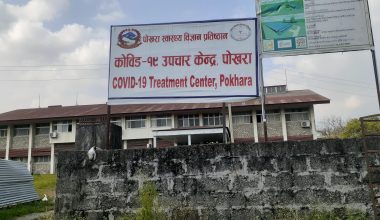 पोखरा स्वास्थ्य विज्ञान प्रतिष्ठान
कोभिड-१९ उपचार केन्द्र, पोखरा
COVID-19 Treatment Center, Pokhara